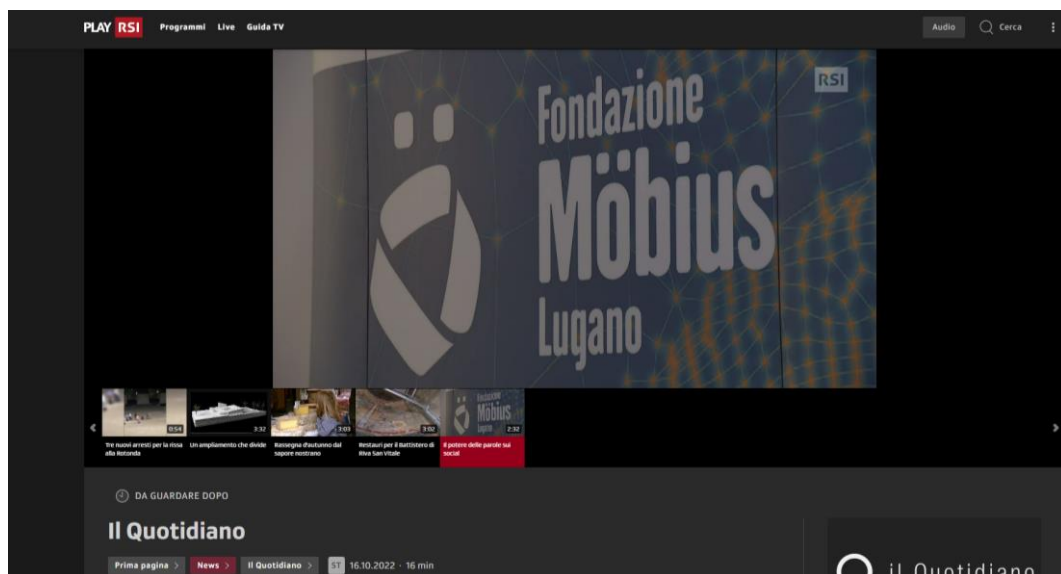 PLAY RSI Programmi Live Guida TV Audio Cerca
RSI
Fondazione
Möbius
Lugano
0:54
3:32
3:03
3:02
Fondazione
Möbius
Lugano
2:32
Tre nuovi arresti per la rissa
alla Rotonda
Un ampliamento che divide
Rassegna d'autunno dal
sapore nostrano
Restauri per il Battistero di
Riva San Vitale
Il potere delle parole sui
social
DA GUARDARE DOPO
Il Quotidiano
Prima pagina > News > Il Quotidiano > ST 16.10.2022 · 16 min
il Quotidiano